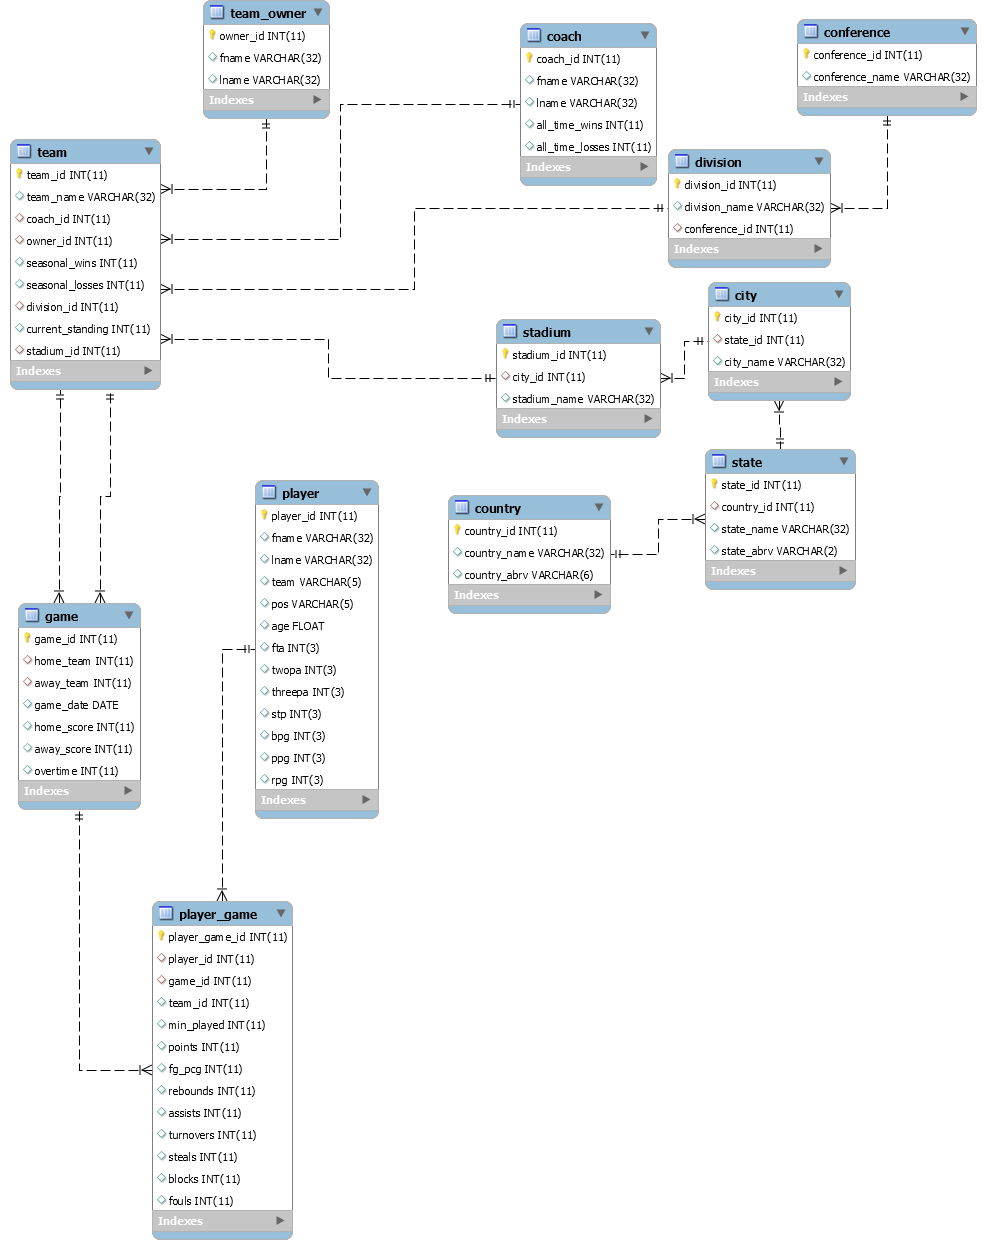 team_owner
owner_id INT(11)
fname VARCHAR(32)
lname VARCHAR(32)
Indexes
coach
coach_id INT(11)
fname VARCHAR(32)
lname VARCHAR(32)
all_time_wins INT(11)
all_time_losses INT(11)
Indexes
conference
conference_id INT(11)
conference_name VARCHAR(32)
Indexes
team
team_id INT(11)
team_name VARCHAR(32)
coach_id INT(11)
owner_id INT(11)
seasonal_wins INT(11)
seasonal_losses INT(11)
division_id INT(11)
current_standing INT(11)
stadium_id INT(11)
Indexes
division
division_id INT(11)
division_name VARCHAR(32)
conference_id INT(11)
Indexes
city
city_id INT(11)
state_id INT(11)
city_name VARCHAR(32)
Indexes
stadium
stadium_id INT(11)
city_id INT(11)
stadium_name VARCHAR(32)
Indexes
state
state_id INT(11)
country_id INT(11)
state_name VARCHAR(32)
state_abrv VARCHAR(2)
Indexes
player
player_id INT(11)
fname VARCHAR(32)
lname VARCHAR(32)
team VARCHAR(5)
pos VARCHAR(5)
age FLOAT
fta INT(3)
twopa INT(3)
threepa INT(3)
stp INT(3)
bpg INT(3)
ppg INT(3)
rpg INT(3)
Indexes
country
country_id INT(11)
country_name VARCHAR(32)
country_abrv VARCHAR(6)
Indexes
game
game_id INT(11)
home_team INT(11)
away_team INT(11)
game_date DATE
home_score INT(11)
away_score INT(11)
overtime INT(11)
Indexes
player_game
player_game_id INT(11)
player_id INT(11)
game_id INT(11)
team_id INT(11)
min_played INT(11)
points INT(11)
fg_pcg INT(11)
rebounds INT(11)
assists INT(11)
turnovers INT(11)
steals INT(11)
blocks INT(11)
fouls INT(11)
Indexes